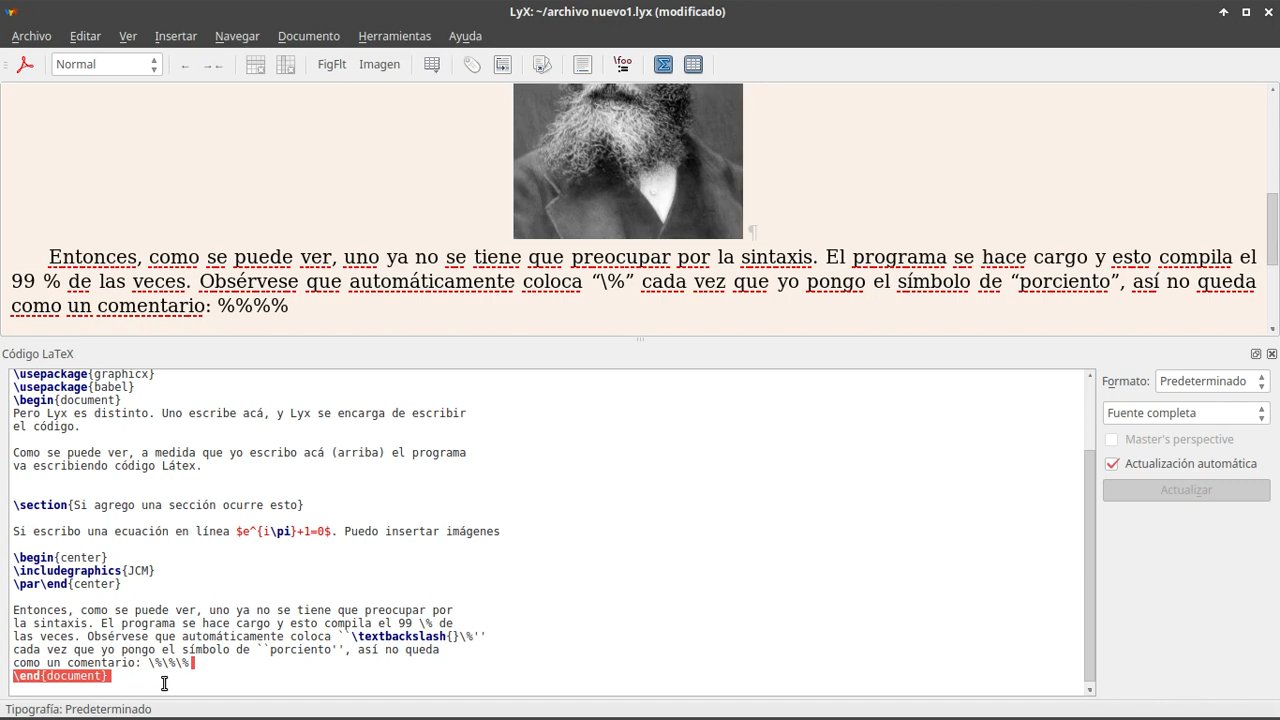 LyX: ~/archivo nuevo1.lyx (modificado)
Archivo Editar Ver Insertar Navegar Documento Herramientas Ayuda
Normal FigFlt Imagen \foo
Entonces, como se puede ver, uno ya no se tiene que preocupar por la sintaxis. El programa se hace cargo y esto compila el
99 % de las veces. Obsérvese que automáticamente coloca “\%” cada vez que yo pongo el símbolo de “porciento”, así no queda
como un comentario: %%%%
Código LaTeX
\usepackage{graphicx}
\usepackage{babel}
\begin{document}
Pero Lyx es distinto. Uno escribe acá, y Lyx se encarga de escribir
el código.
Como se puede ver, a medida que yo escribo acá (arriba) el programa
va escribiendo código Látex.
\section{Si agrego una sección ocurre esto}
Si escribo una ecuación en línea $e^{i\pi}+1=0$. Puedo insertar imágenes
\begin{center}
\includegraphics{JCM}
\par\end{center}
Entonces, como se puede ver, uno ya no se tiene que preocupar por
la sintaxis. El programa se hace cargo y esto compila el 99 \% de
las veces. Obsérvese que automáticamente coloca ``\textbackslash{}\%''
cada vez que yo pongo el símbolo de ``porciento'', así no queda
como un comentario: \%\%\%
\end{document}
Formato: Predeterminado
Fuente completa
Master's perspective
Actualización automática
Actualizar
Tipografía: Predeterminado